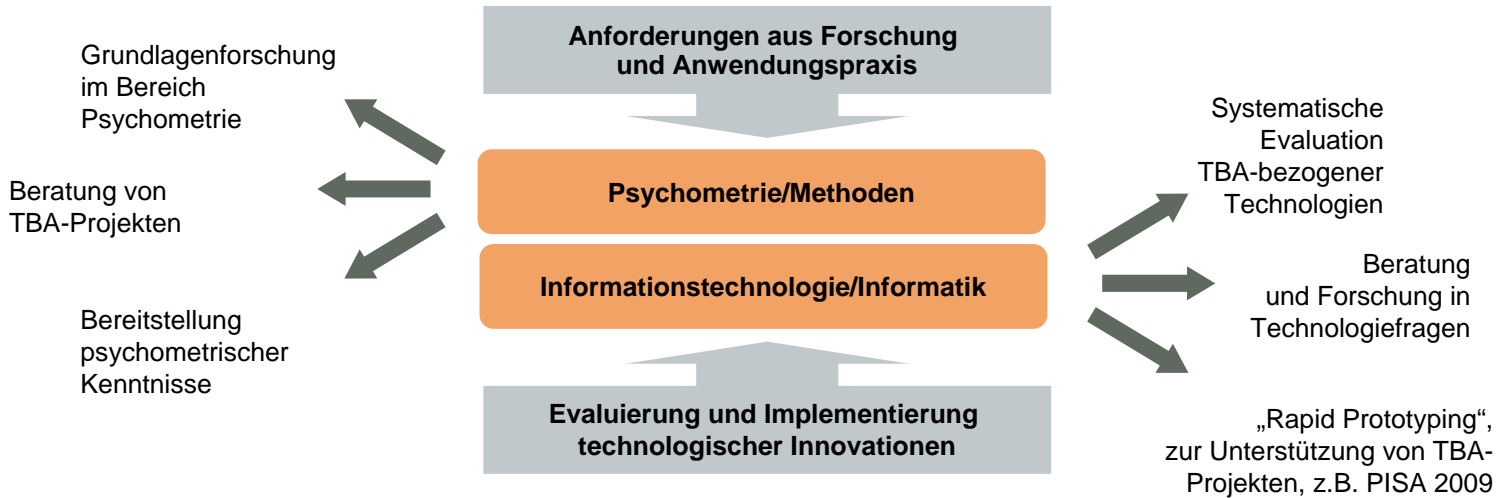 Anforderungen aus Forschung
und Anwendungspraxis
Grundlagenforschung
im Bereich
Psychometrie
Beratung von
TBA-Projekten
Bereitstellung
psychometrischer
Kenntnisse
Psychometrie/Methoden
Informationstechnologie/Informatik
Systematische
Evaluation
TBA-bezogener
Technologien
Beratung
und Forschung in
Technologiefragen
„Rapid Prototyping“,
zur Unterstützung von TBA-
Projekten, z.B. PISA 2009
Evaluierung und Implementierung
technologischer Innovationen